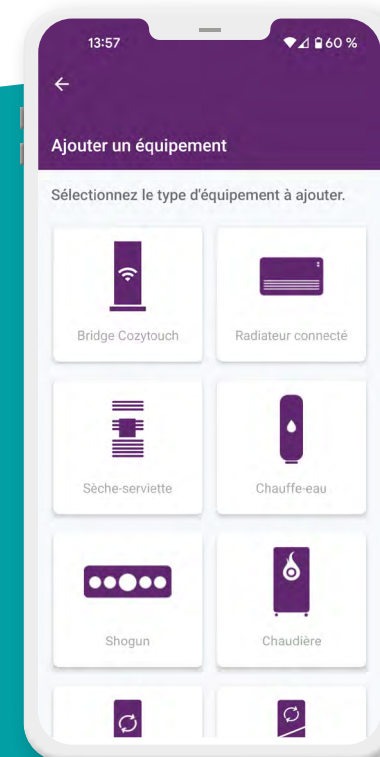 13:57
60 %
Ajouter un équipement
Sélectionnez le type d'équipement à ajouter.
Bridge Cozytouch
Radiateur connecté
Sèche-serviette
Chauffe-eau
Shogun
Chaudière